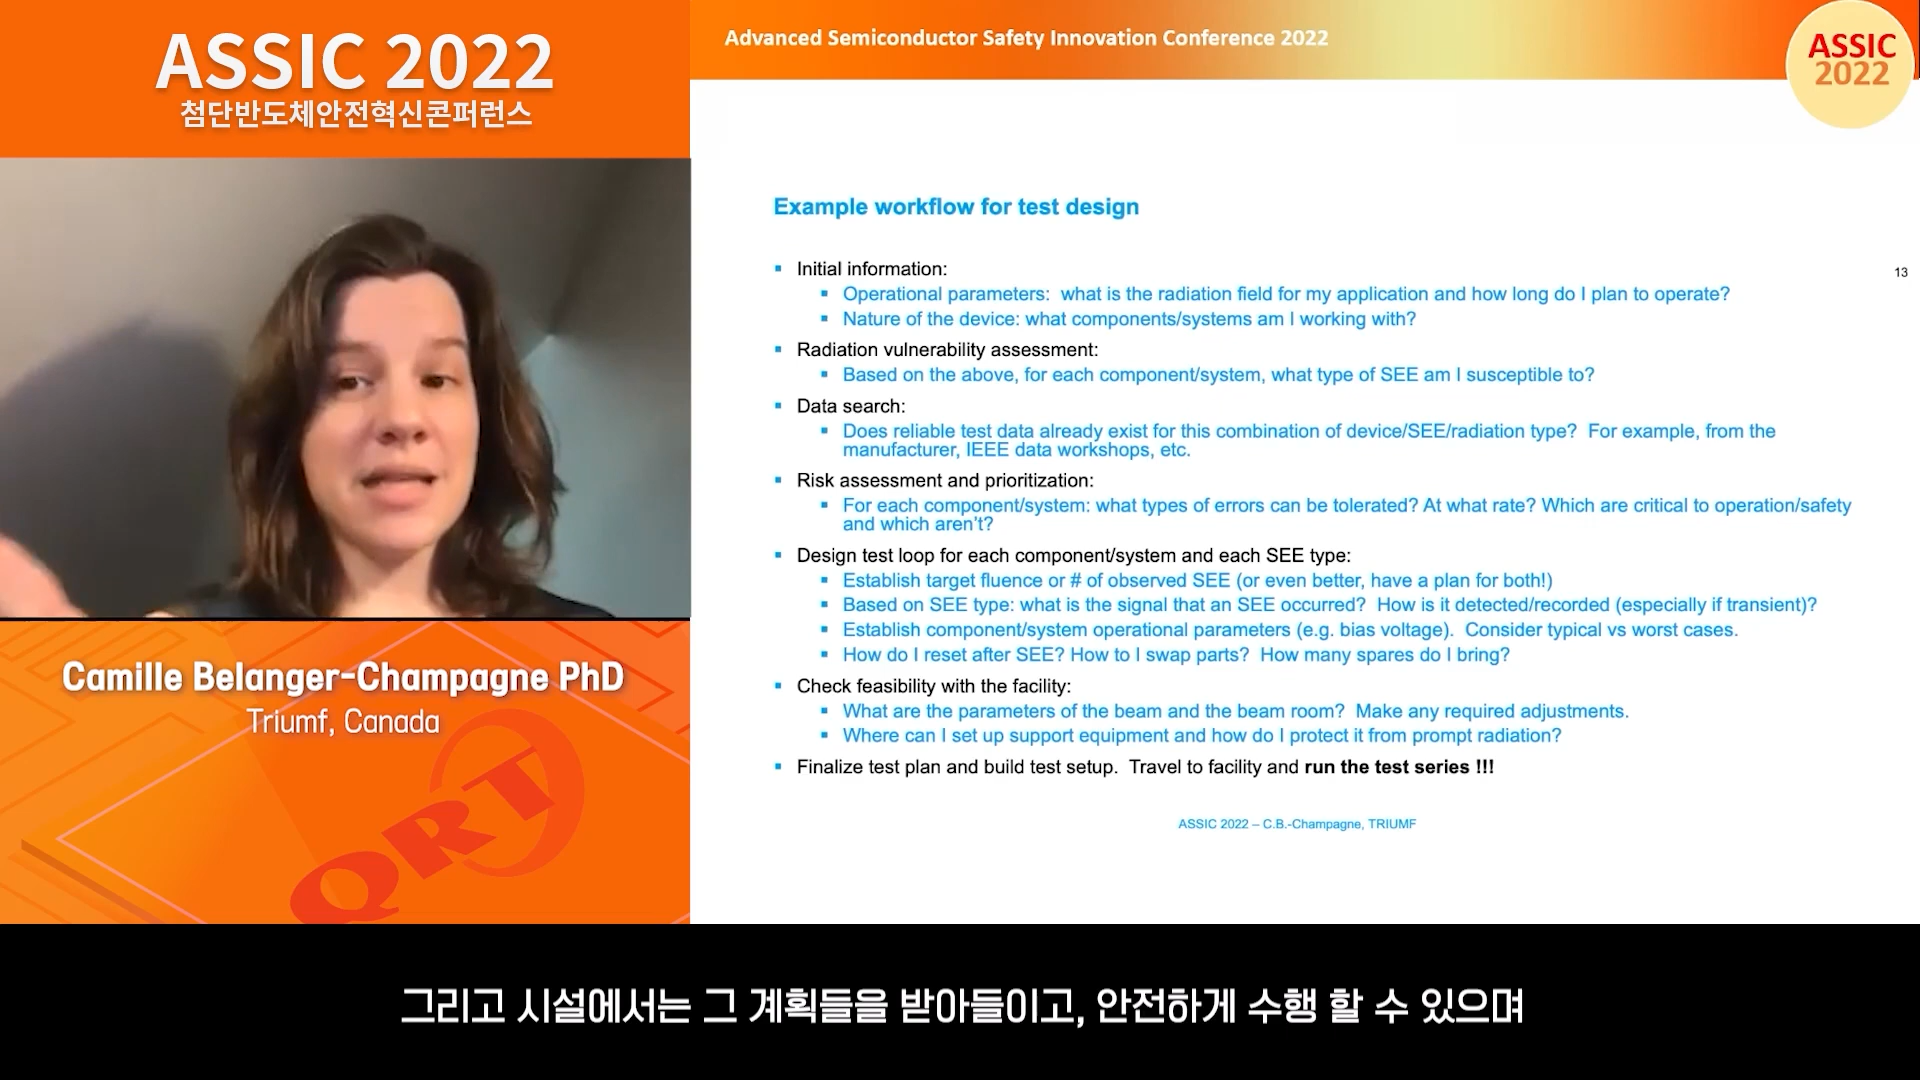 ASSIC 2022
첨단반도체안전혁신콘퍼런스
Advanced Semiconductor Safety Innovation Conference 2022
ASSIC
2022
Example workflow for test design
13
Initial information:
Operational parameters: what is the radiation field for my application and how long do I plan to operate?
Nature of the device: what components/systems am I working with?
Radiation vulnerability assessment:
Based on the above, for each component/system, what type of SEE am I susceptible to?
Data search:
Does reliable test data already exist for this combination of device/SEE/radiation type? For example, from the
manufacturer, IEEE data workshops, etc.
Risk assessment and prioritization:
For each component/system: what types of errors can be tolerated? At what rate? Which are critical to operation/safety
and which aren't?
Design test loop for each component/system and each SEE type:
Establish target fluence or # of observed SEE (or even better, have a plan for both!)
Based on SEE type: what is the signal that an SEE occurred? How is it detected/recorded (especially if transient)?
Establish component/system operational parameters (e.g. bias voltage). Consider typical vs worst cases.
How do I reset after SEE? How to I swap parts? How many spares do I bring?
Check feasibility with the facility:
What are the parameters of the beam and the beam room? Make any required adjustments.
Where can I set up support equipment and how do I protect it from prompt radiation?
Finalize test plan and build test setup. Travel to facility and run the test series !!!
ASSIC 2022 – C.B.-Champagne, TRIUMF
Camille Belanger-Champagne PhD
Triumf, Canada
QRT
그리고 시설에서는 그 계획들을 받아들이고, 안전하게 수행 할 수 있으며